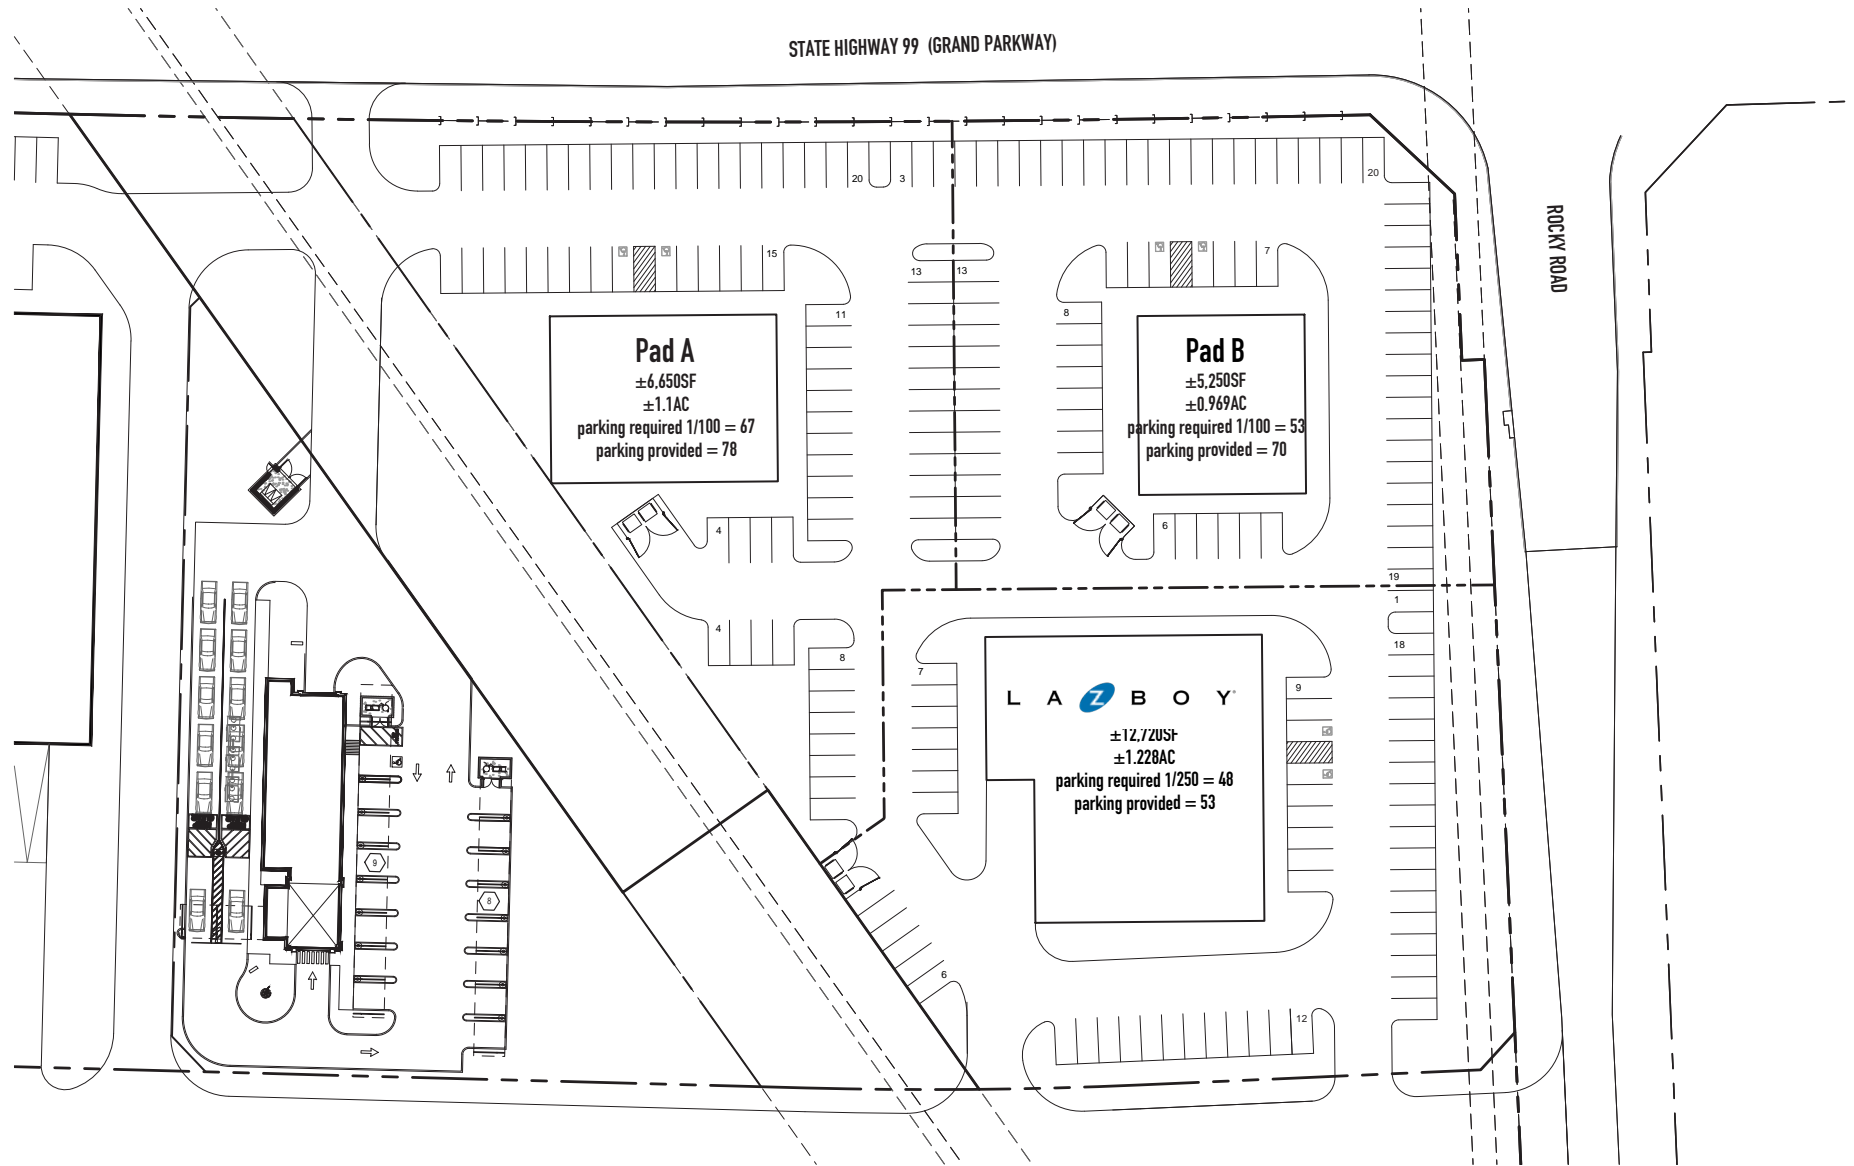 STATE HIGHWAY 99 (GRAND PARKWAY)
ROCKY ROAD
20
3
20
15
7
13
13
11
8
Pad A
±6,650SF
±1.1AC
parking required 1/100 = 67
parking provided = 78
Pad B
±5,250SF
±0.969AC
parking required 1/100 = 53
parking provided = 70
4
6
19
1
4
8
7
18
9
LAZBOY
±12,720SF
±1.228AC
parking required 1/250 = 48
parking provided = 53
9
8
6
12